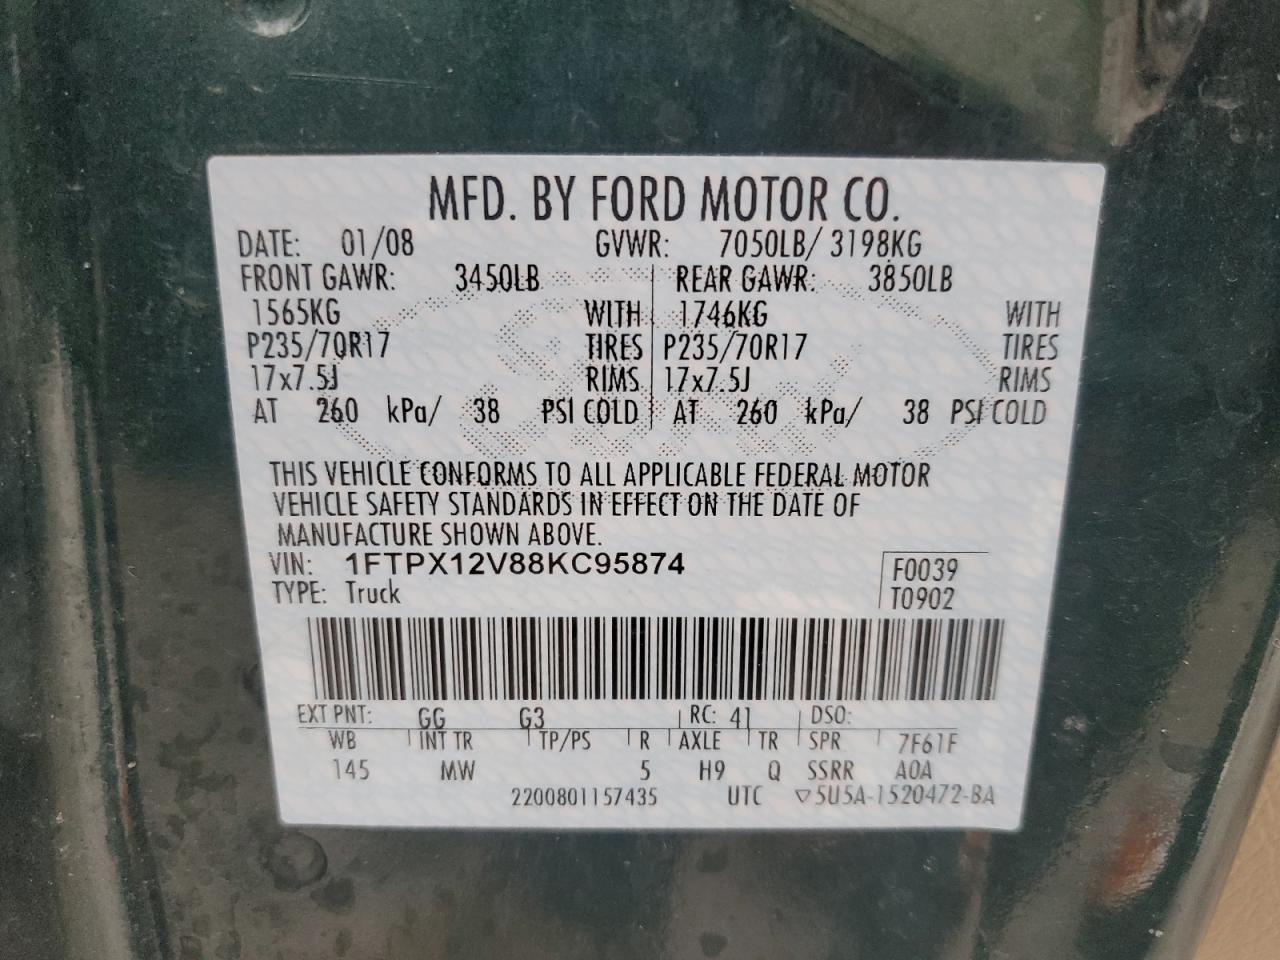 MFD. BY FORD MOTOR CO.
DATE: 01/08 GVWR: 7050LB/ 3198KG
FRONT GAWR: 3450LB REAR GAWR: 3850LB
1565KG WITH 1746KG WITH
P235/70R17 TIRES P235/70R17 TIRES
17x7.5J RIMS 17x7.5J RIMS
AT 260 kPa/ 38 PSI COLD AT 260 kPa/ 38 PSI COLD
THIS VEHICLE CONFORMS TO ALL APPLICABLE FEDERAL MOTOR
VEHICLE SAFETY STANDARDS IN EFFECT ON THE DATE OF
MANUFACTURE SHOWN ABOVE.
VIN: 1FTPX12V88KC95874 F0039
TYPE: Truck T0902
EXT PNT: GG G3 RC: 41 DSO:
WB INT TR TP/PS R AXLE TR SPR 7F61F
145 MW 5 H9 Q SSRR A0A
2200801157435 UTC ▽5U5A-1520472-BA